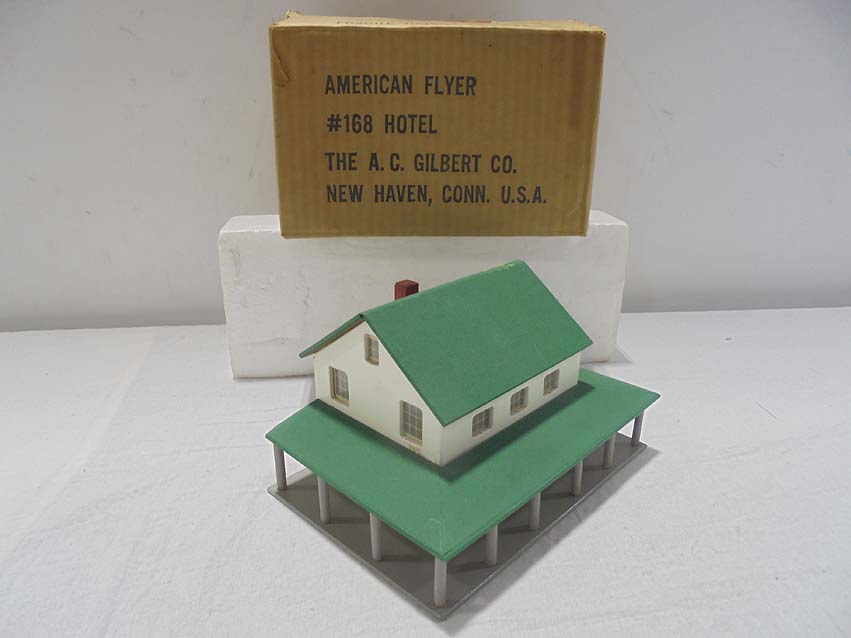 AMERICAN FLYER
#168 HOTEL
THE A.C. GILBERT CO.
NEW HAVEN, CONN. U.S.A.